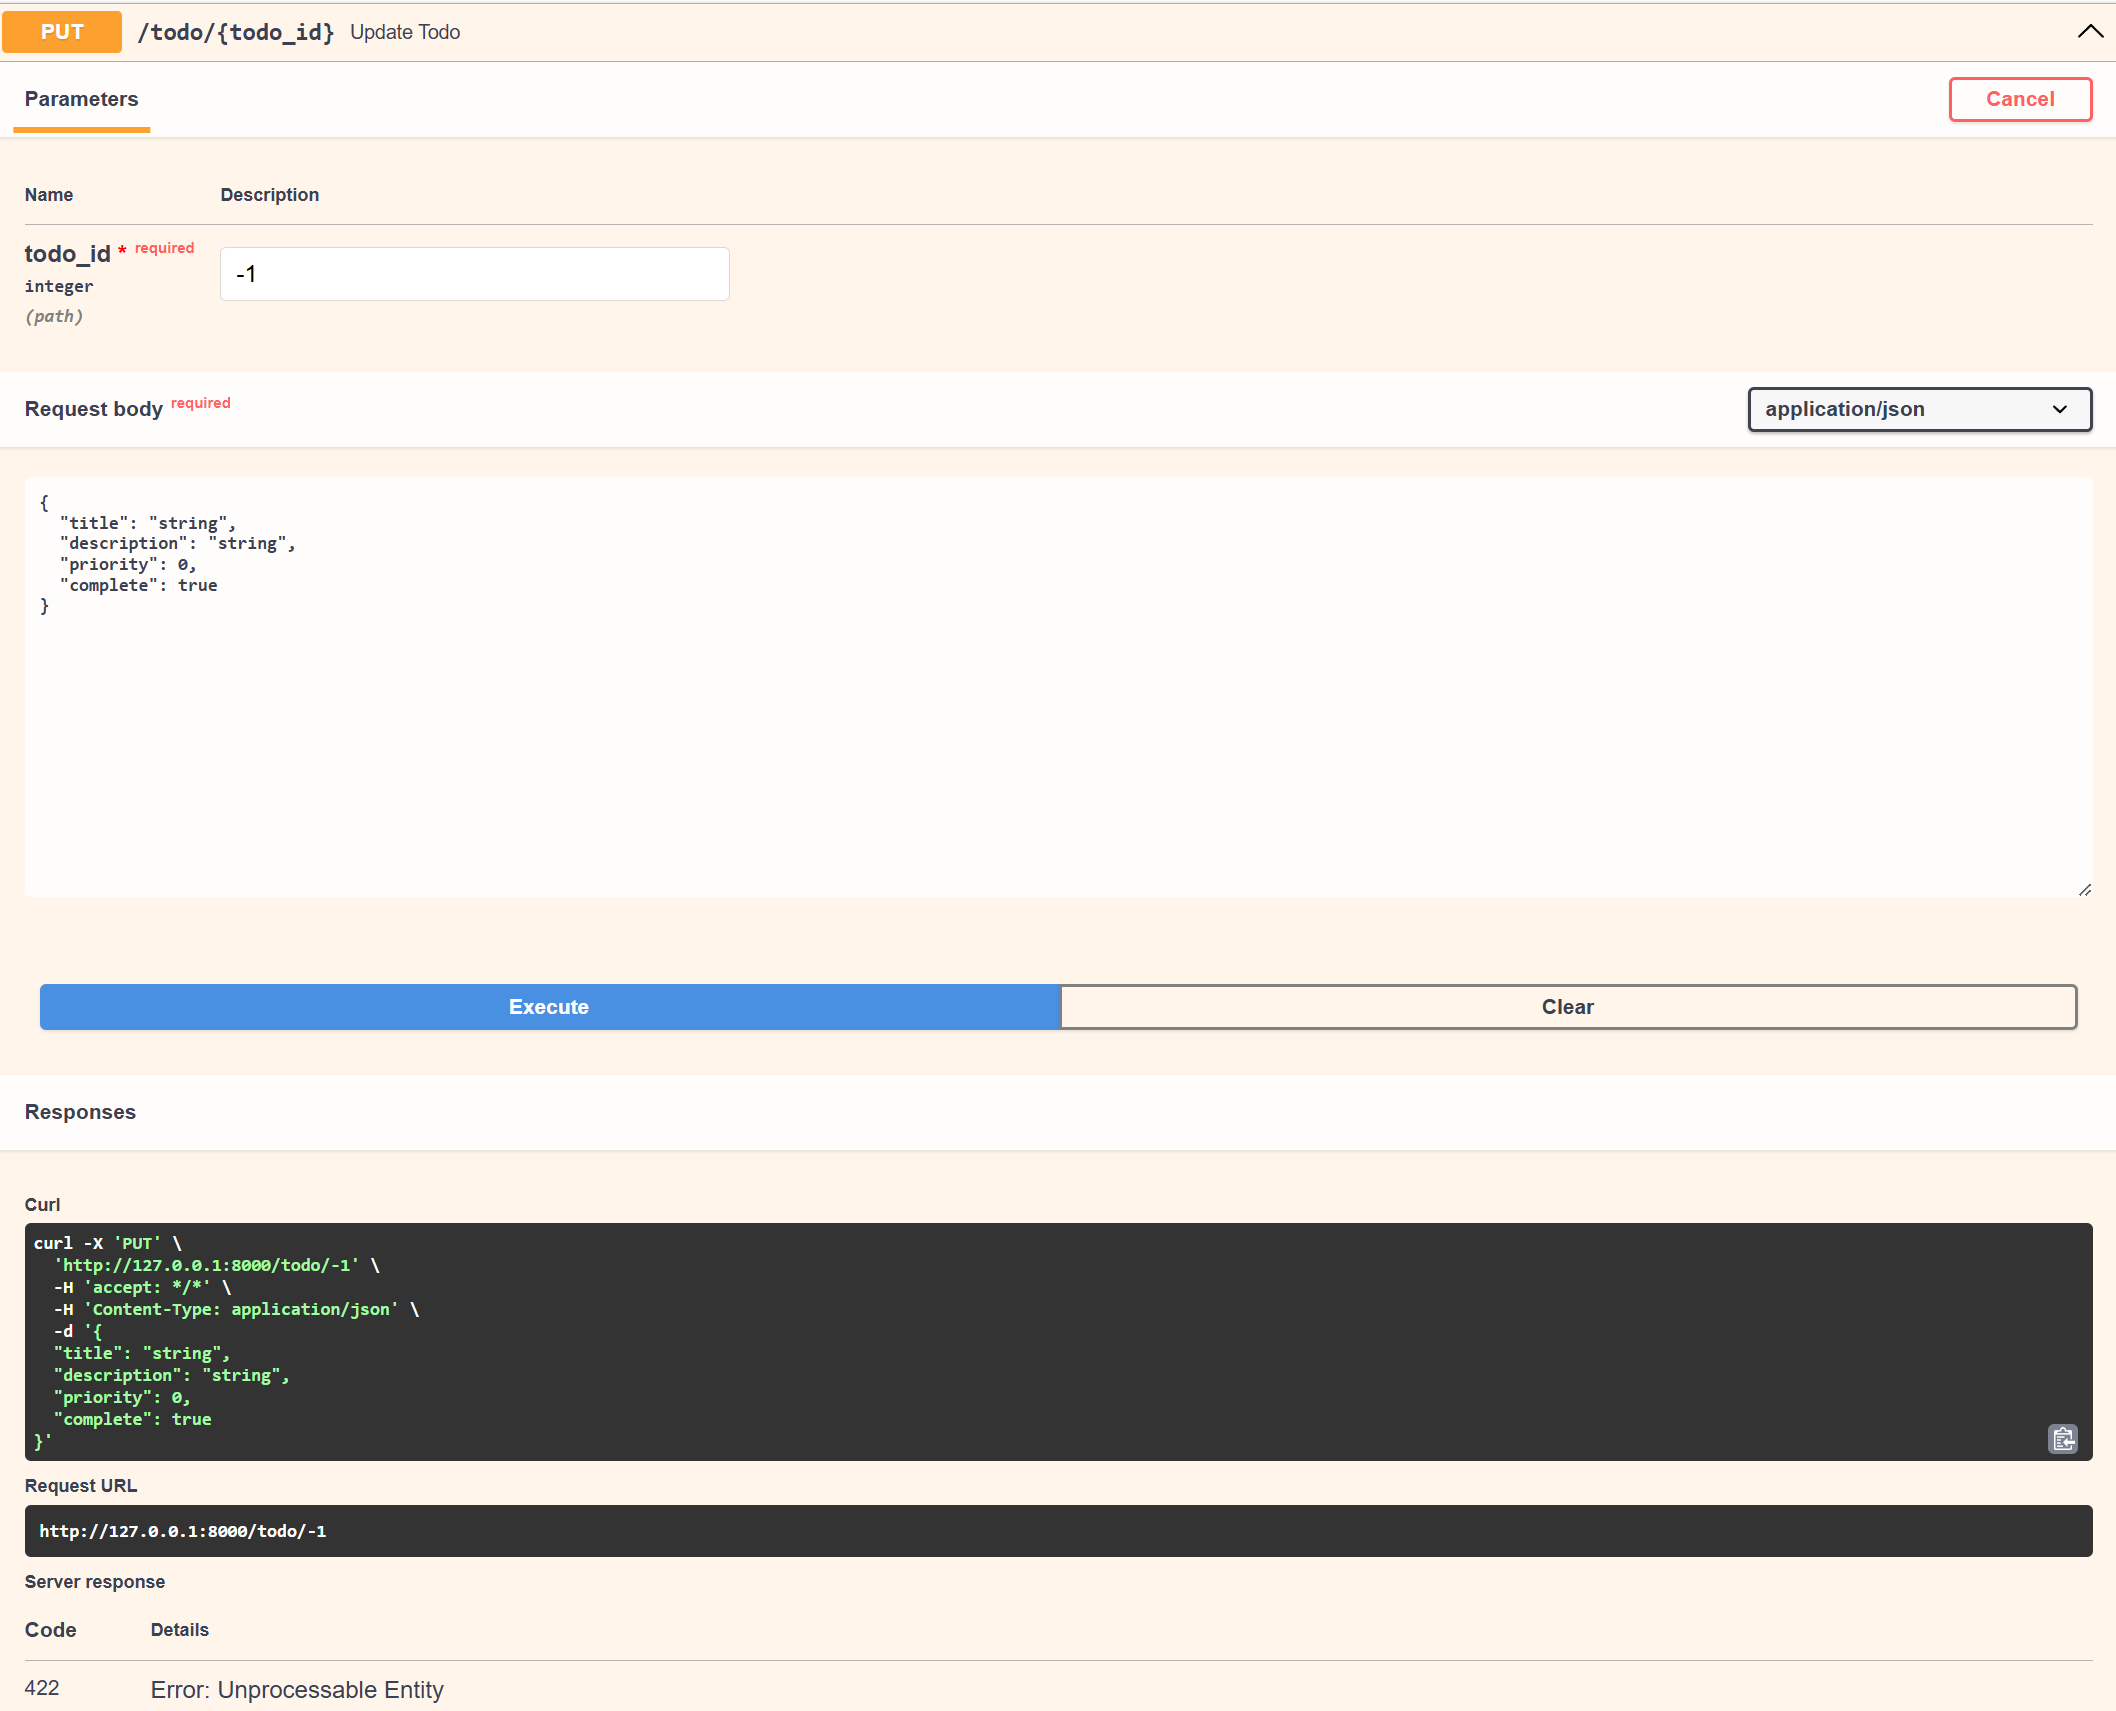 PUT /todo/{todo_id} Update Todo
Parameters
Cancel
Name Description
todo_id * required
integer
(path)
-1
Request body required
application/json
{
  "title": "string",
  "description": "string",
  "priority": 0,
  "complete": true
}
Execute
Clear
Responses
Curl
curl -X 'PUT' \
  'http://127.0.0.1:8000/todo/-1' \
  -H 'accept: */*' \
  -H 'Content-Type: application/json' \
  -d '{
  "title": "string",
  "description": "string",
  "priority": 0,
  "complete": true
}'
Request URL
http://127.0.0.1:8000/todo/-1
Server response
Code Details
422 Error: Unprocessable Entity